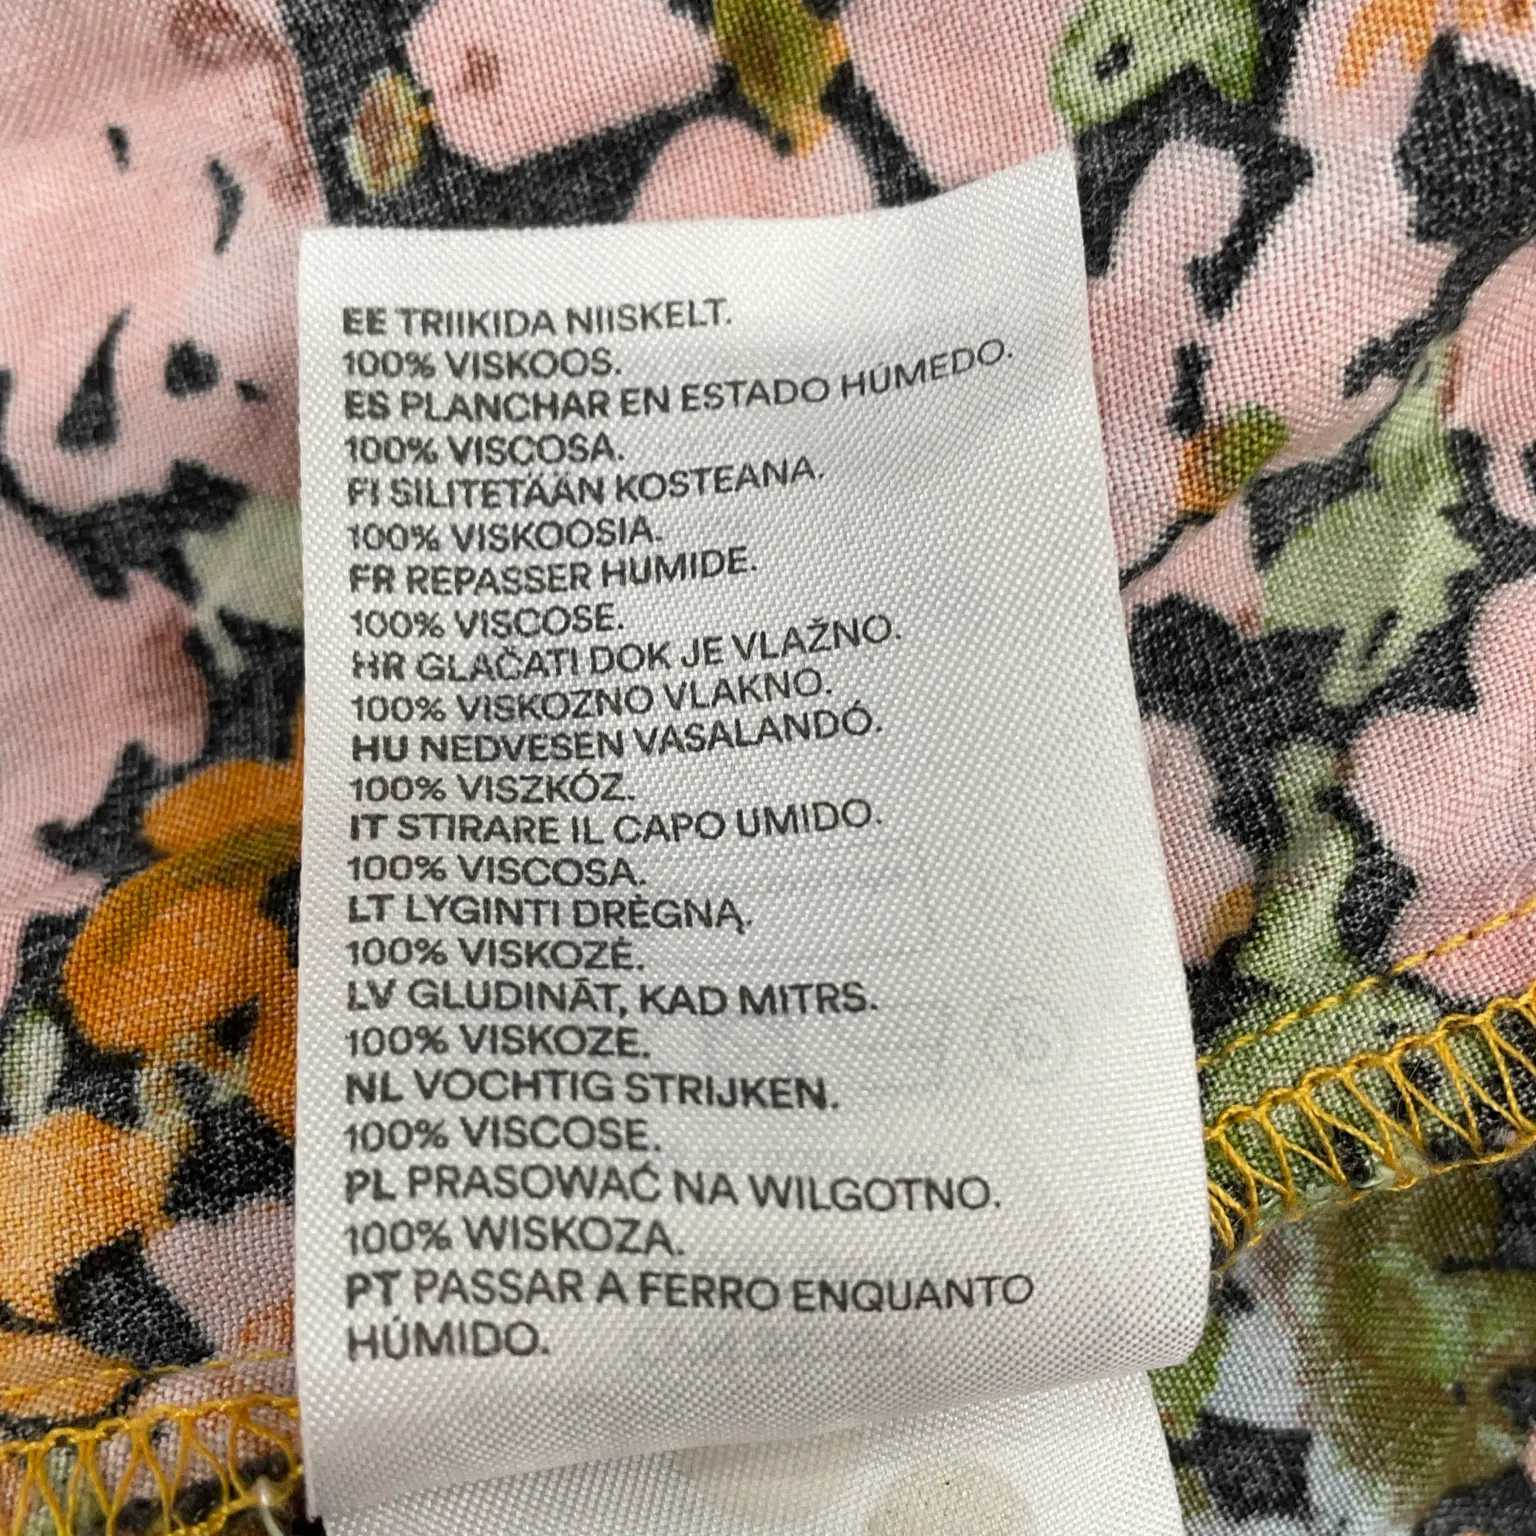 EE TRIIKIDA NIISKELT.
100% VISKOOS.
ES PLANCHAR EN ESTADO HÚMEDO.
100% VISCOSA.
FI SILITETÄÄN KOSTEANA.
100% VISKOOSIA.
FR REPASSER HUMIDE.
100% VISCOSE.
HR GLAČATI DOK JE VLAŽNO.
100% VISKOZNO VLAKNO.
HU NEDVESEN VASALANDÓ.
100% VISZKÓZ.
IT STIRARE IL CAPO UMIDO.
100% VISCOSA.
LT LYGINTI DRĖGNĄ.
100% VISKOZĖ.
LV GLUDINĀT, KAD MITRS.
100% VISKOZE.
NL VOCHTIG STRIJKEN.
100% VISCOSE.
PL PRASOWAĆ NA WILGOTNO.
100% WISKOZA.
PT PASSAR A FERRO ENQUANTO
HÚMIDO.